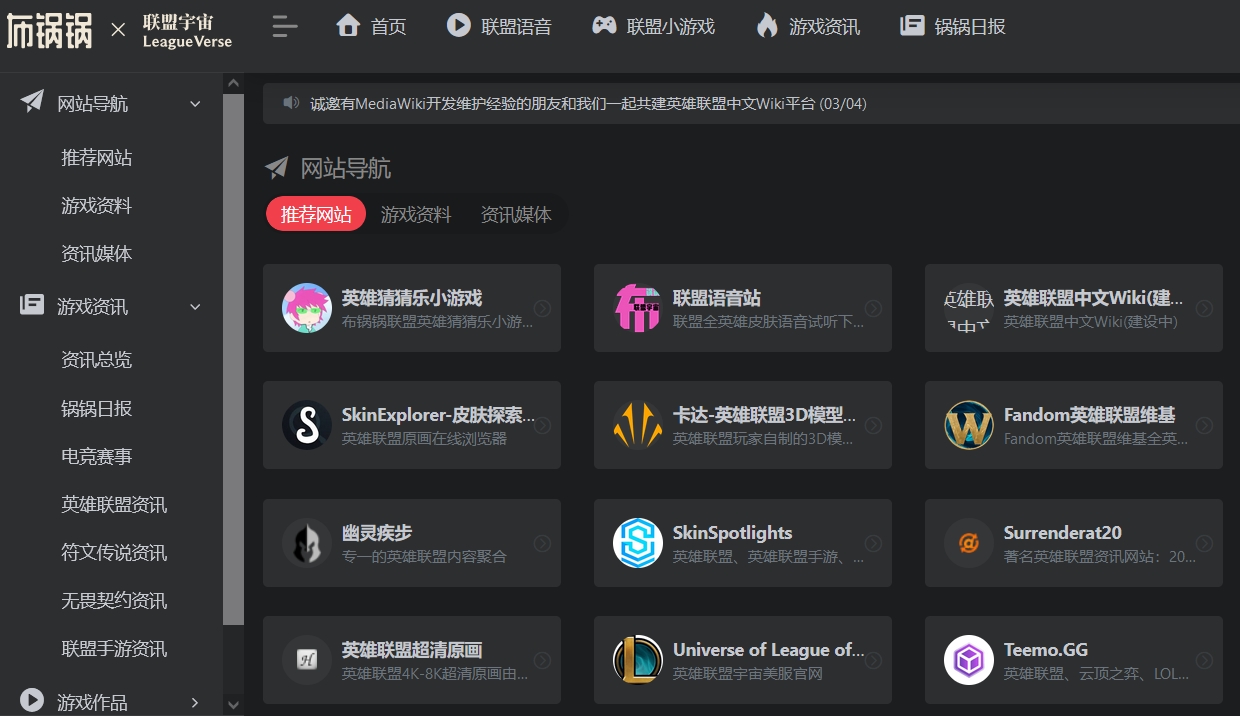 布锅锅
联盟宇宙
LeagueVerse
首页
联盟语音
联盟小游戏
游戏资讯
锅锅日报
网站导航
推荐网站
游戏资料
资讯媒体
游戏资讯
资讯总览
锅锅日报
电竞赛事
英雄联盟资讯
符文传说资讯
无畏契约资讯
联盟手游资讯
游戏作品
诚邀有MediaWiki开发维护经验的朋友和我们一起共建英雄联盟中文Wiki平台 (03/04)
网站导航
推荐网站
游戏资料
资讯媒体
英雄猜猜乐小游戏
布锅锅联盟英雄猜猜乐小游...
联盟语音站
联盟全英雄皮肤语音试听下...
英雄联盟中文Wiki(建...
英雄联盟中文Wiki(建设中)
SkinExplorer-皮肤探索...
英雄联盟原画在线浏览器
卡达-英雄联盟3D模型...
英雄联盟玩家自制的3D模...
Fandom英雄联盟维基
Fandom英雄联盟维基全英...
幽灵疾步
专一的英雄联盟内容聚合
SkinSpotlights
英雄联盟、英雄联盟手游、...
Surrenderat20
著名英雄联盟资讯网站：20...
英雄联盟超清原画
英雄联盟4K-8K超清原画由...
Universe of League of...
英雄联盟宇宙美服官网
Teemo.GG
英雄联盟、云顶之弈、LOL...